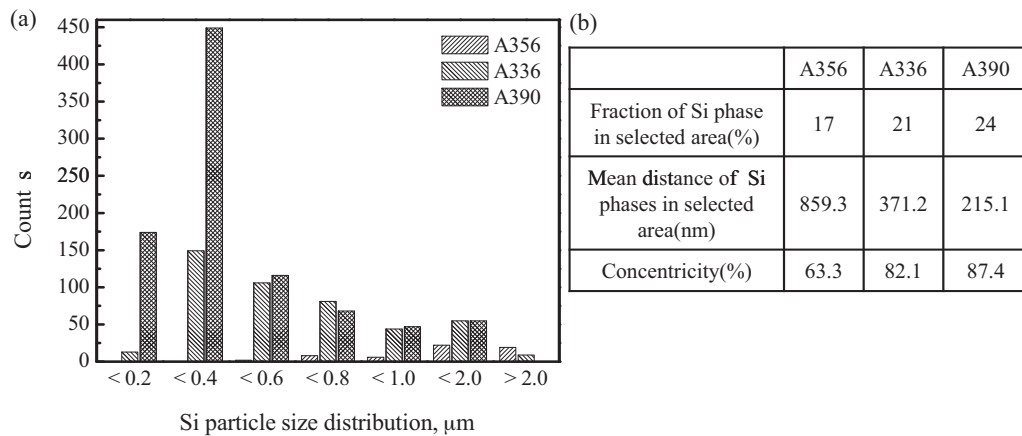 (a)
450
400
350
300
250
200
150
100
50
0
Count s
A356
A336
A390
< 0.2 < 0.4 < 0.6 < 0.8 < 1.0 < 2.0 > 2.0
Si particle size distribution, μm
(b)
A356 A336 A390
Fraction of Si phase
in selected area(%)
17 21 24
Mean distance of Si
phases in selected
area(nm)
859.3 371.2 215.1
Concentricity(%) 63.3 82.1 87.4